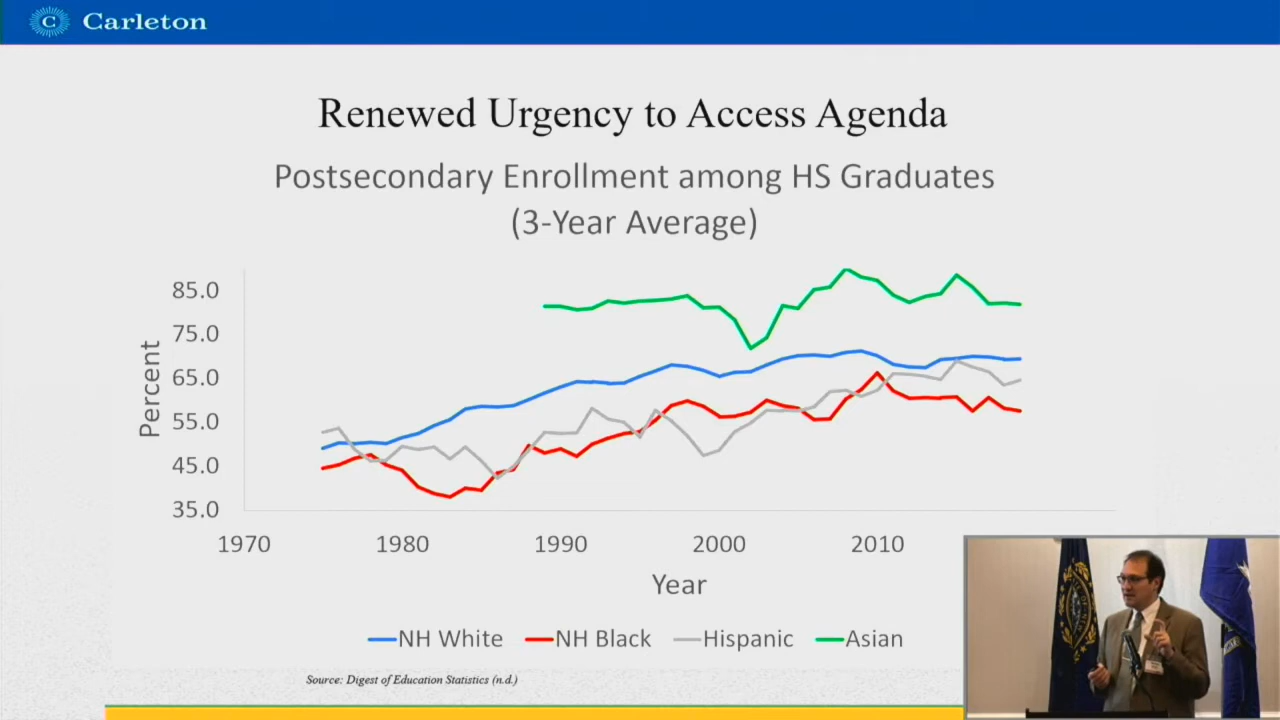 C Carleton
Renewed Urgency to Access Agenda
Postsecondary Enrollment among HS Graduates
(3-Year Average)
85.0
75.0
65.0
55.0
45.0
35.0
Percent
1970 1980 1990 2000 2010
Year
NH White NH Black Hispanic Asian
Source: Digest of Education Statistics (n.d.)